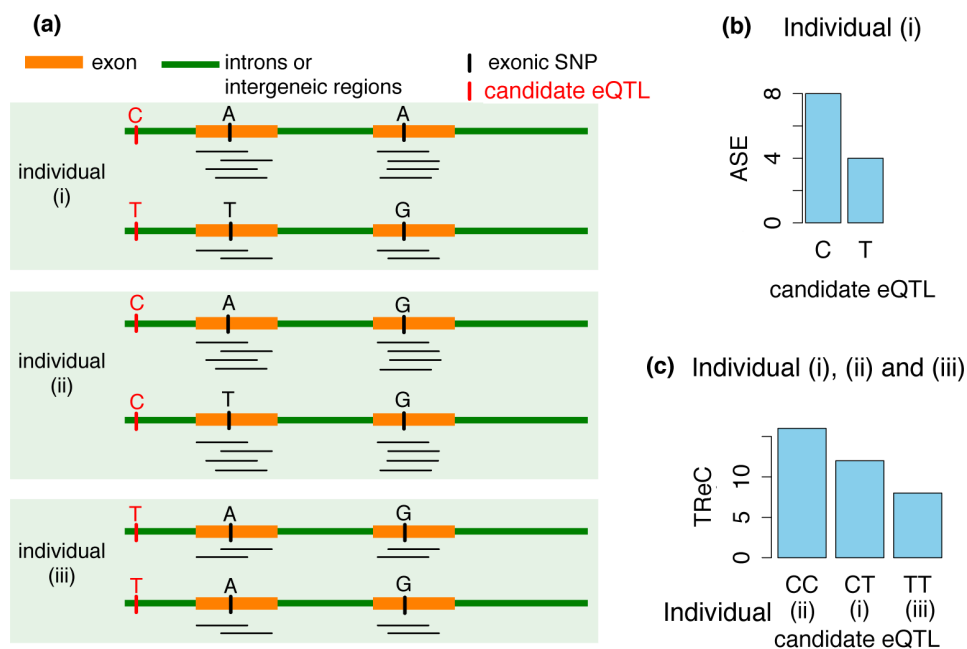 (a)
exon
introns or
intergeneic regions
exonic SNP
candidate eQTL
C A A
individual
(i)
T T G
C A G
individual
(ii)
C T G
T A G
individual
(iii)
T A G
(b) Individual (i)
8
4
0
ASE
C T
candidate eQTL
(c) Individual (i), (ii) and (iii)
10
5
0
TReC
CC CT TT
Individual (ii) (i) (iii)
candidate eQTL